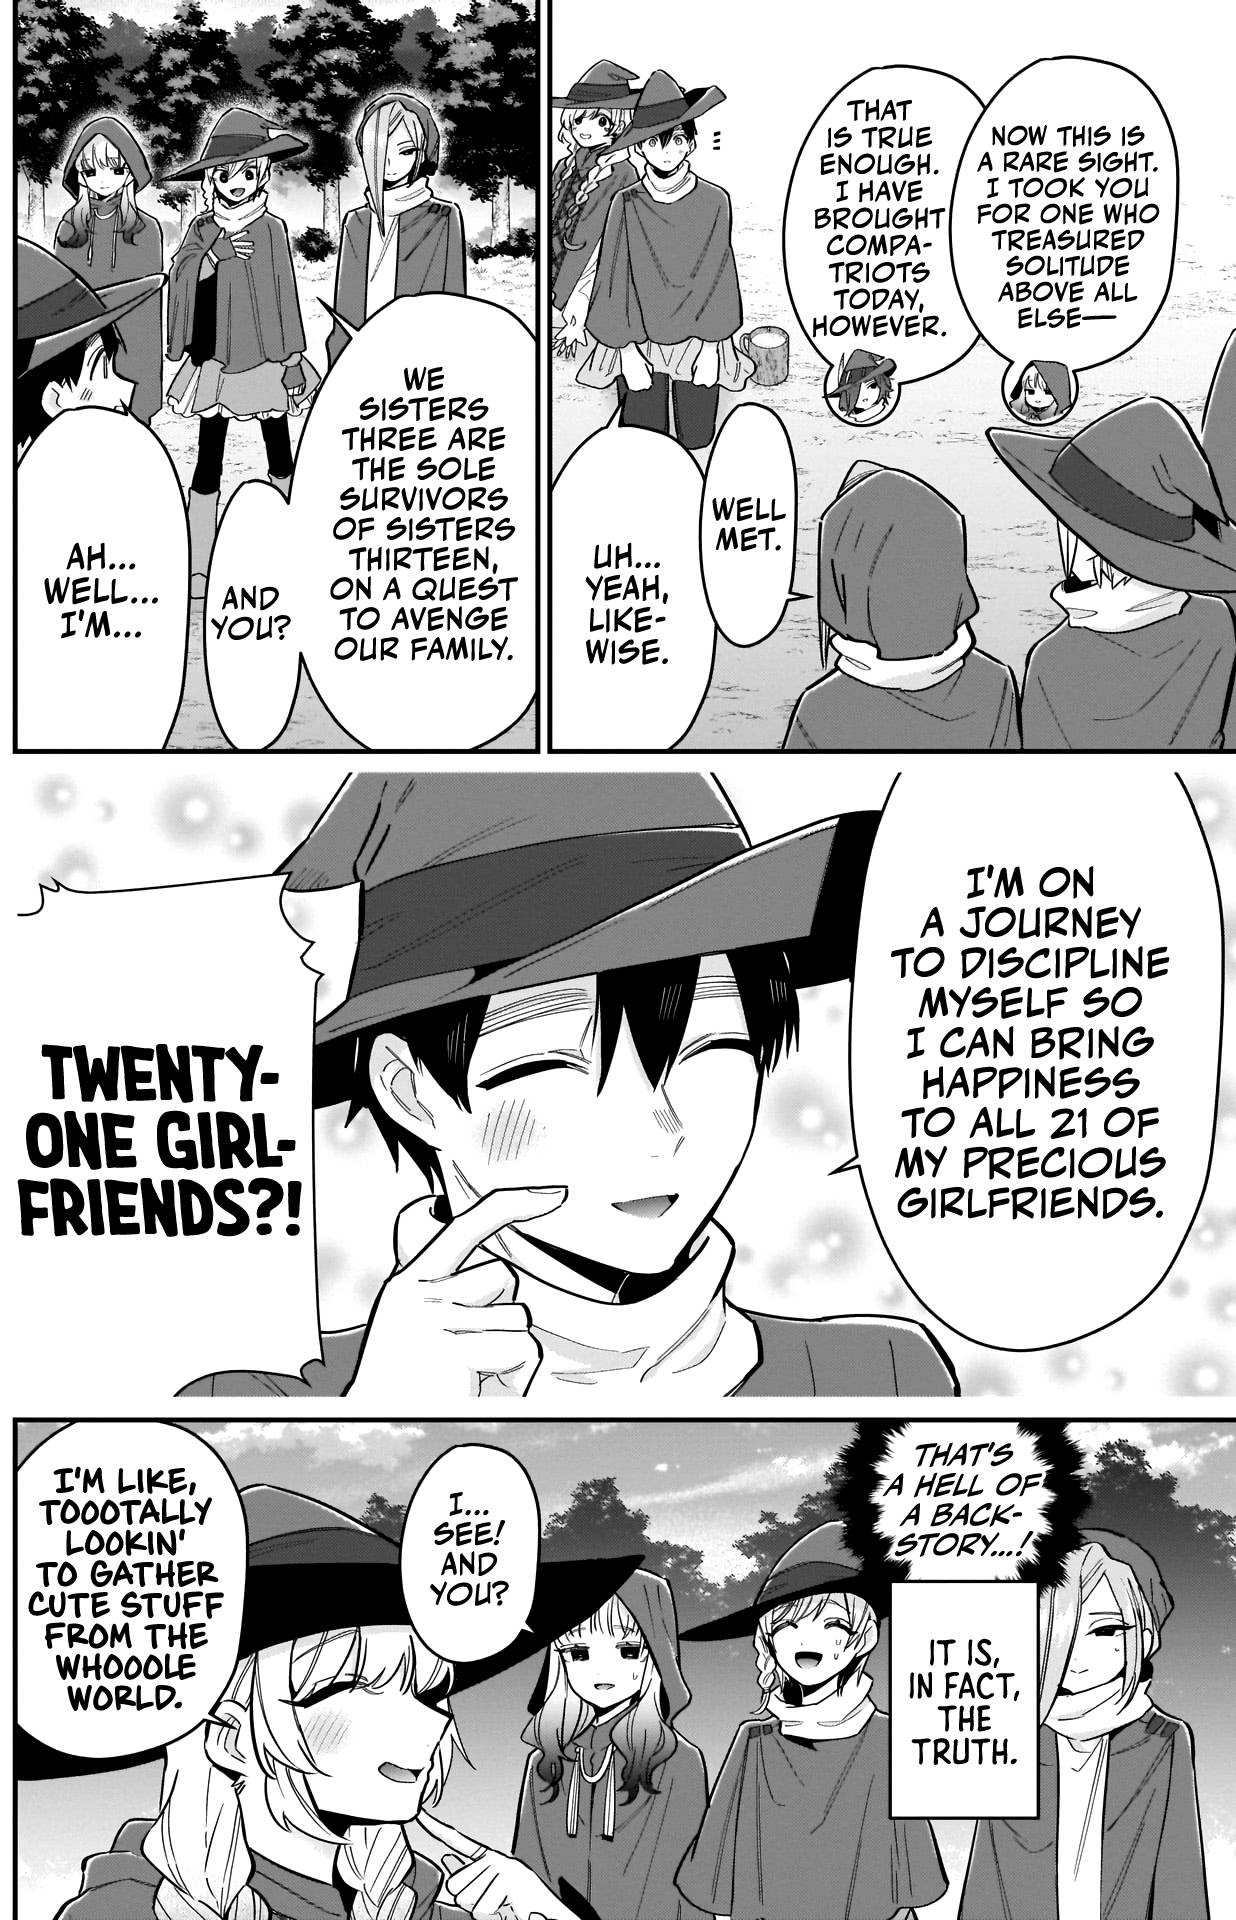 NOW THIS IS
A RARE SIGHT.
I TOOK YOU
FOR ONE WHO
TREASURED
SOLITUDE
ABOVE ALL
ELSE—
THAT
IS TRUE
ENOUGH.
I HAVE
BROUGHT
COMPA-
TRIOTS
TODAY,
HOWEVER.
WELL
MET.
UH...
YEAH,
LIKE-
WISE.
WE
SISTERS
THREE ARE
THE SOLE
SURVIVORS
OF SISTERS
THIRTEEN,
ON A QUEST
TO AVENGE
OUR FAMILY.
AND
YOU?
AH...
WELL...
I'M...
I'M ON
A JOURNEY
TO DISCIPLINE
MYSELF SO
I CAN BRING
HAPPINESS
TO ALL 21 OF
MY PRECIOUS
GIRLFRIENDS.
TWENTY-
ONE GIRL-
FRIENDS?!
THAT'S
A HELL OF
A BACK-
STORY...!
IT IS,
IN FACT,
THE
TRUTH.
I...
SEE!
AND
YOU?
I'M LIKE,
TOOOTALLY
LOOKIN'
TO GATHER
CUTE STUFF
FROM THE
WHOOOLE
WORLD.